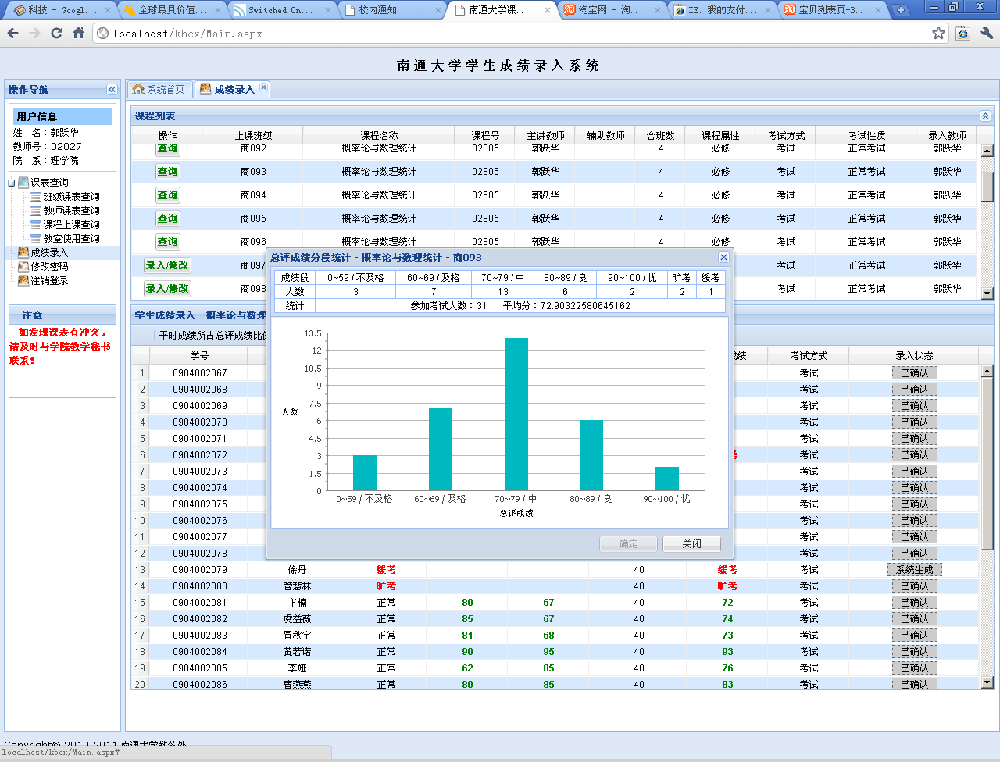 科技 - Googl...
全球最具价值...
Switched On:...
校内通知
南通大学课...
淘宝网 - 淘...
IE: 我的支付...
宝贝列表页-B...
localhost/kbcx/Main.aspx
南通大学学生成绩录入系统
操作导航
系统首页
成绩录入
用户信息
姓 名：郭跃华
教师号：02027
院 系：理学院
课表查询
班级课表查询
教师课表查询
课程上课查询
教室使用查询
成绩录入
修改密码
注销登录
注意
如发现课表有冲突，
请及时与学院教学秘书
联系！
课程列表
操作 上课班级 课程名称 课程号 主讲教师 辅助教师 合班数 课程属性 考试方式 考试性质 录入教师
查询 商092 概率论与数理统计 02805 郭跃华 4 必修 考试 正常考试 郭跃华
查询 商093 概率论与数理统计 02805 郭跃华 4 必修 考试 正常考试 郭跃华
查询 商094 概率论与数理统计 02805 郭跃华 4 必修 考试 正常考试 郭跃华
查询 商095 概率论与数理统计 02805 郭跃华 4 必修 考试 正常考试 郭跃华
查询 商096 概率论与数理统计 02805 郭跃华 4 必修 考试 正常考试 郭跃华
录入/修改 商097 考试 正常考试 郭跃华
录入/修改 商098 考试 正常考试 郭跃华
总评成绩分段统计 - 概率论与数理统计 - 商093
成绩段 0~59 / 不及格 60~69 / 及格 70~79 / 中 80~89 / 良 90~100 / 优 旷考 缓考
人数 3 7 13 6 2 2 1
统计 参加考试人数：31 平均分：72.90322580645162
13.5
12
10.5
9
7.5
6
4.5
3
1.5
0
人数
0~59 / 不及格 60~69 / 及格 70~79 / 中 80~89 / 良 90~100 / 优
总评成绩
确定 关闭
学生成绩录入 - 概率论与数理
平时成绩所占总评成绩比
学号 成绩 考试方式 录入状态
1 0904002067 考试 已确认
2 0904002068 考试 已确认
3 0904002069 考试 已确认
4 0904002070 考试 已确认
5 0904002071 考试 已确认
6 0904002072 考 考试 已确认
7 0904002073 考试 已确认
8 0904002074 考试 已确认
9 0904002075 考试 已确认
10 0904002076 考试 已确认
11 0904002077 考试 已确认
12 0904002078 考试 已确认
13 0904002079 徐丹 缓考 40 缓考 考试 系统生成
14 0904002080 管慧林 旷考 40 旷考 考试 已确认
15 0904002081 卞楠 正常 80 67 40 72 考试 已确认
16 0904002082 虞益薇 正常 85 67 40 74 考试 已确认
17 0904002083 冒秋宇 正常 81 68 40 73 考试 已确认
18 0904002084 黄若诺 正常 90 95 40 93 考试 已确认
19 0904002085 李娅 正常 62 85 40 76 考试 已确认
20 0904002086 曹燕燕 正常 80 85 40 83 考试 已确认
Copyright© 2010-2011 南通大学教务处
localhost/kbcx/Main.aspx#